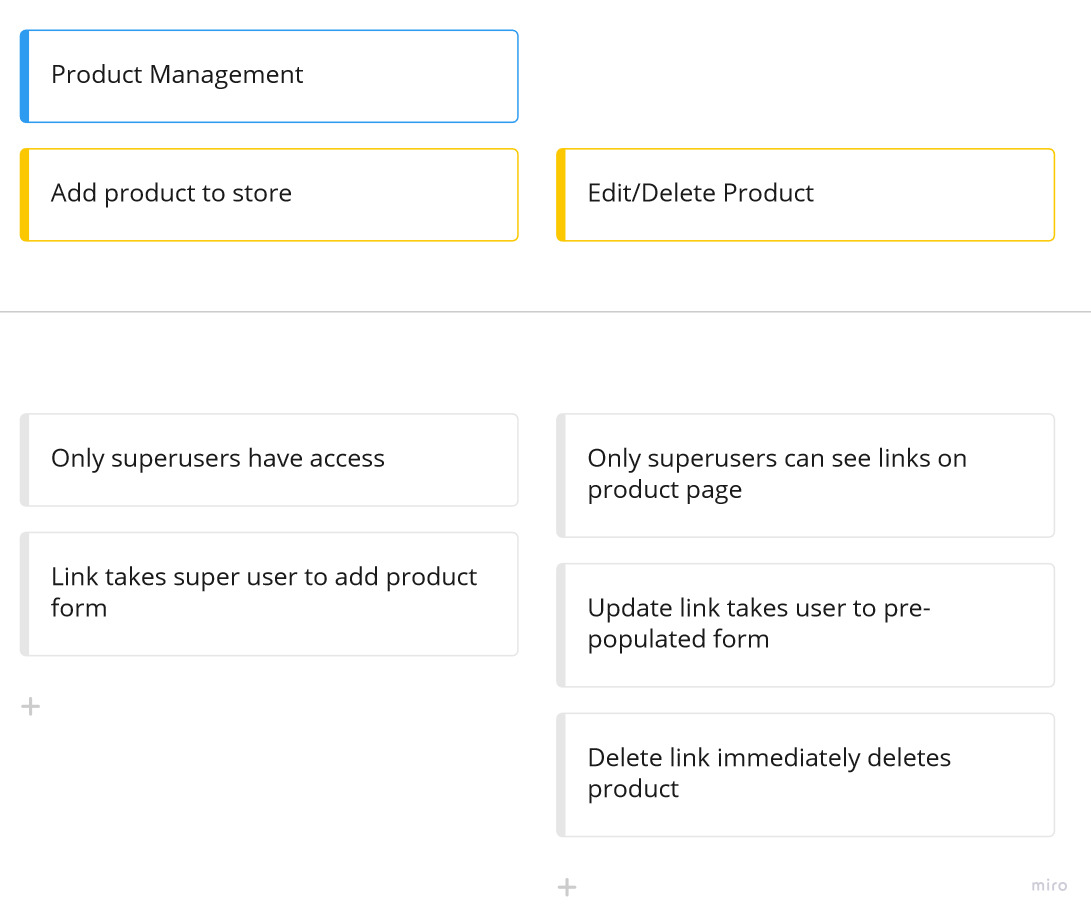 Product Management
Add product to store
Edit/Delete Product
Only superusers have access
Link takes super user to add product
form
Only superusers can see links on
product page
Update link takes user to pre-
populated form
Delete link immediately deletes
product
miro